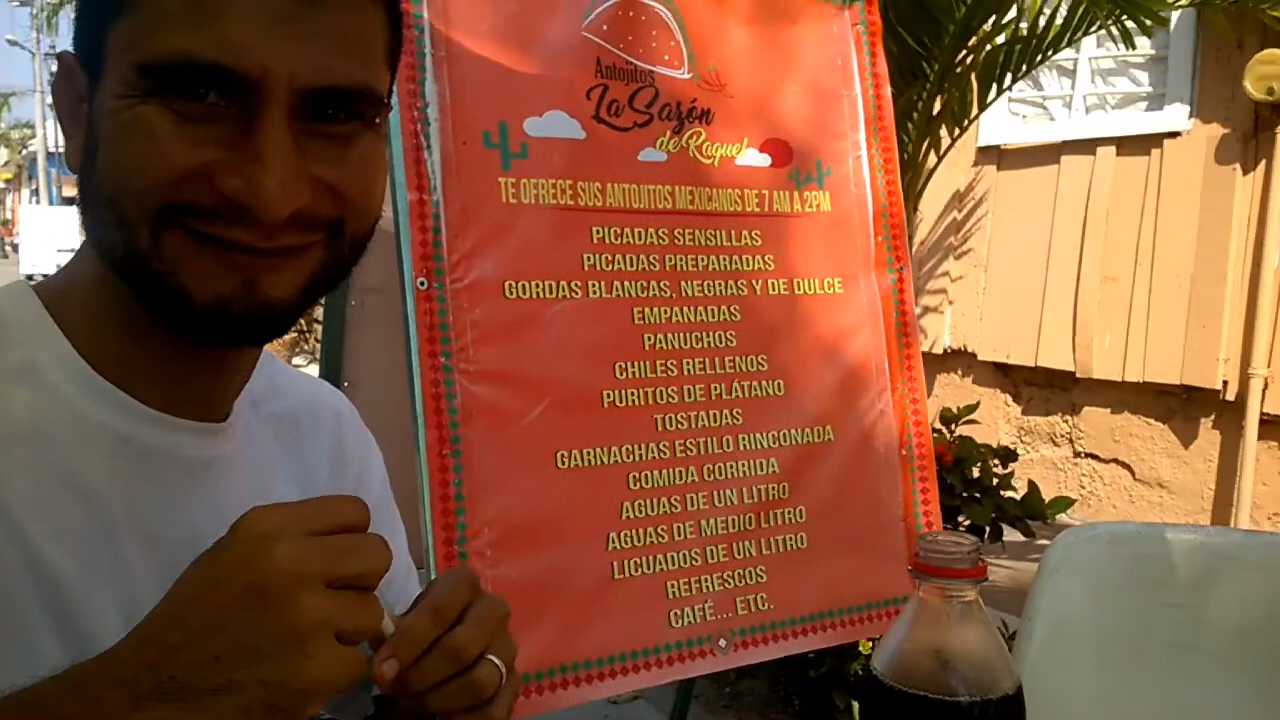 Antojitos
La Sazón
de Raquel
TE OFRECE SUS ANTOJITOS MEXICANOS DE 7 AM A 2PM
PICADAS SENSILLAS
PICADAS PREPARADAS
GORDAS BLANCAS, NEGRAS Y DE DULCE
EMPANADAS
PANUCHOS
CHILES RELLENOS
PURITOS DE PLÁTANO
TOSTADAS
GARNACHAS ESTILO RINCONADA
COMIDA CORRIDA
AGUAS DE UN LITRO
AGUAS DE MEDIO LITRO
LICUADOS DE UN LITRO
REFRESCOS
CAFÉ... ETC.